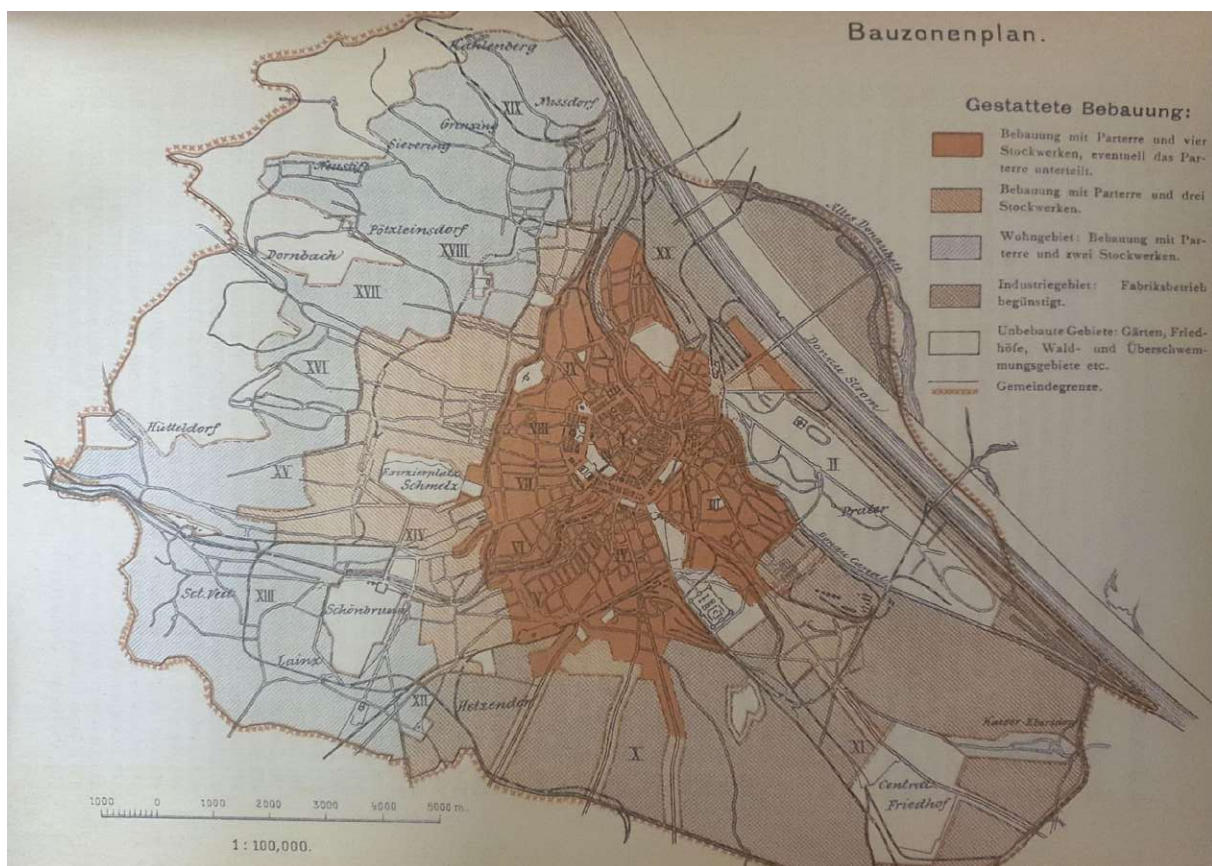 Bauzonenplan.
Gestattete Bebauung:
Bebauung mit Parterre und vier
Stockwerken, eventuell das Par-
terre unterteilt.
Bebauung mit Parterre und drei
Stockwerken.
Wohngebiet: Bebauung mit Par-
terre und zwei Stockwerken.
Industriegebiet: Fabriksbetrieb
begünstigt.
Unbebaute Gebiete: Gärten, Fried-
höfe, Wald- und Überschwem-
mungsgebiete etc.
Gemeindegrenze.
Kahlenberg
XIX
Nussdorf
Grinzing
Sievering
Neustift
Pötzleinsdorf
XVIII
Dornbach
XVII
XX
Altes Donaubett
XVI
IX
Donau Strom
Hütteldorf
VIII
I
II
XV
Exerzierplatz
Schmelz
VII
III
Prater
XIV
VI
IV
Donau Canal
V
Sct. Veit
XIII
Schönbrunn
Lainz
XII
Hetzendorf
X
XI
Kaiser-Ebersdorf
Central
Friedhof
1000 0 1000 2000 3000 4000 5000 m.
1 : 100,000.